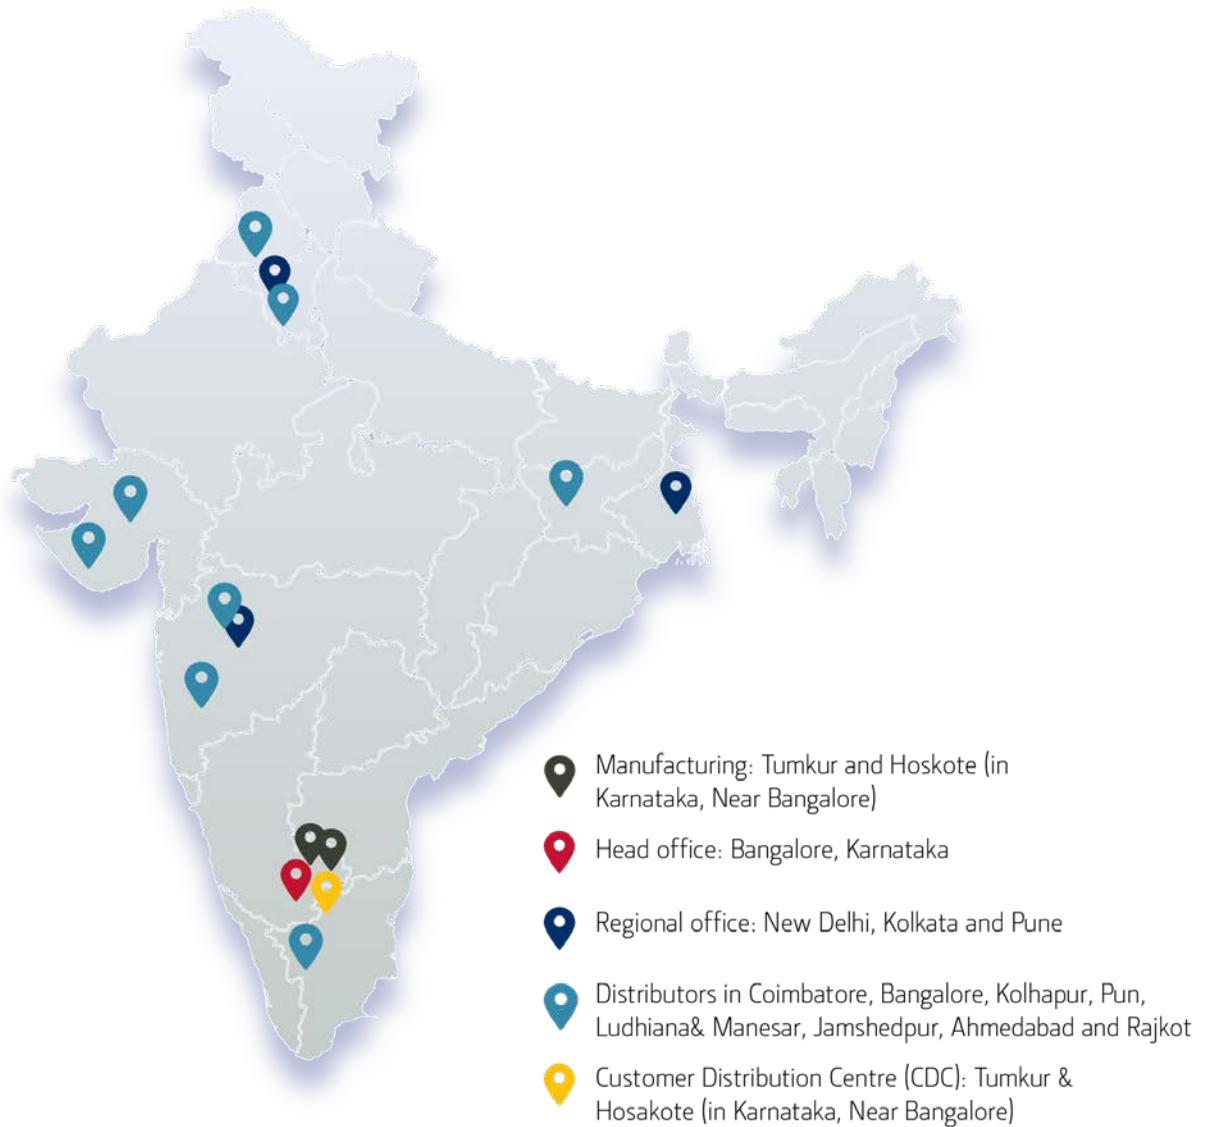 Manufacturing: Tumkur and Hoskote (in
Karnataka, Near Bangalore)
Head office: Bangalore, Karnataka
Regional office: New Delhi, Kolkata and Pune
Distributors in Coimbatore, Bangalore, Kolhapur, Pun,
Ludhiana& Manesar, Jamshedpur, Ahmedabad and Rajkot
Customer Distribution Centre (CDC): Tumkur &
Hosakote (in Karnataka, Near Bangalore)